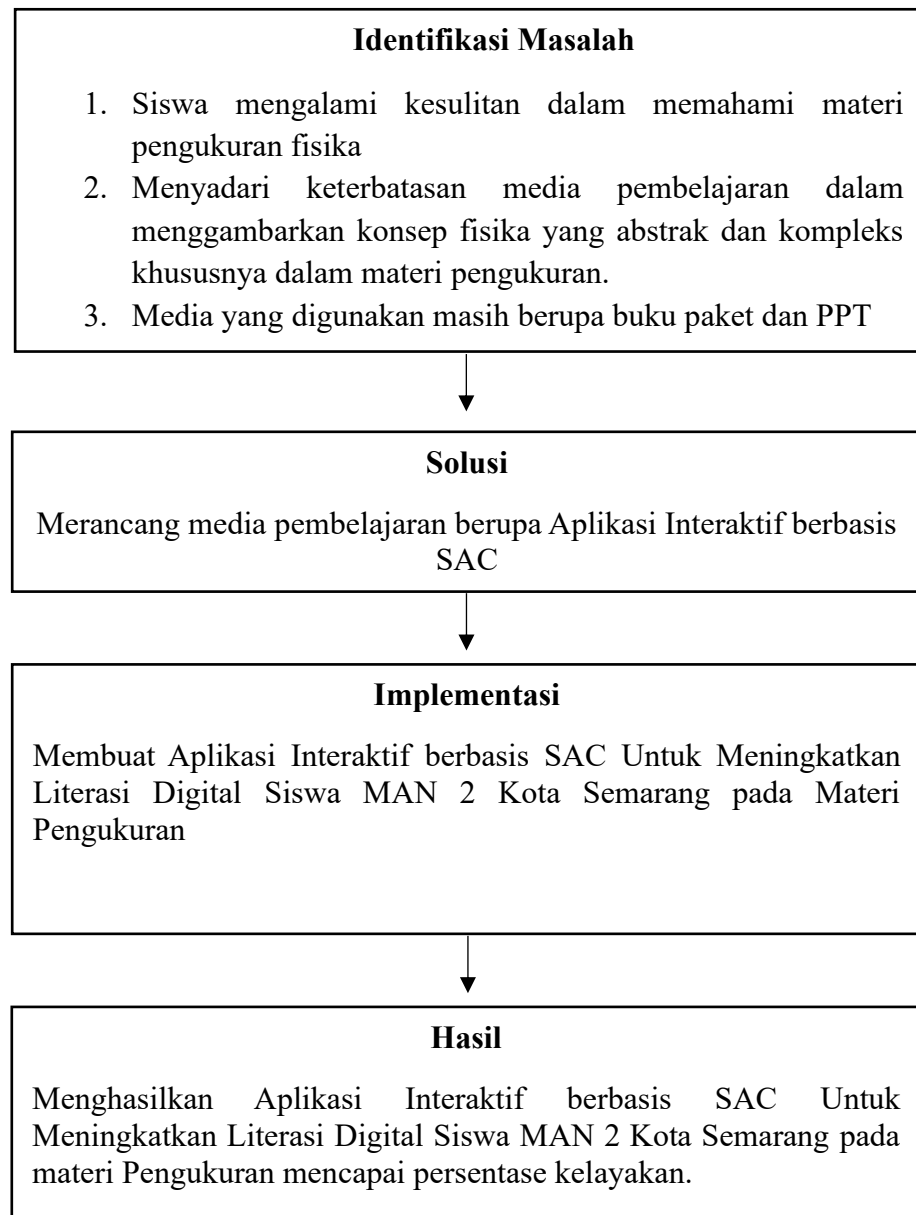 Identifikasi Masalah
1. Siswa mengalami kesulitan dalam memahami materi
pengukuran fisika
2. Menyadari keterbatasan media pembelajaran dalam
menggambarkan konsep fisika yang abstrak dan kompleks
khususnya dalam materi pengukuran.
3. Media yang digunakan masih berupa buku paket dan PPT
Solusi
Merancang media pembelajaran berupa Aplikasi Interaktif berbasis
SAC
Implementasi
Membuat Aplikasi Interaktif berbasis SAC Untuk Meningkatkan
Literasi Digital Siswa MAN 2 Kota Semarang pada Materi
Pengukuran
Hasil
Menghasilkan Aplikasi Interaktif berbasis SAC Untuk
Meningkatkan Literasi Digital Siswa MAN 2 Kota Semarang pada
materi Pengukuran mencapai persentase kelayakan.